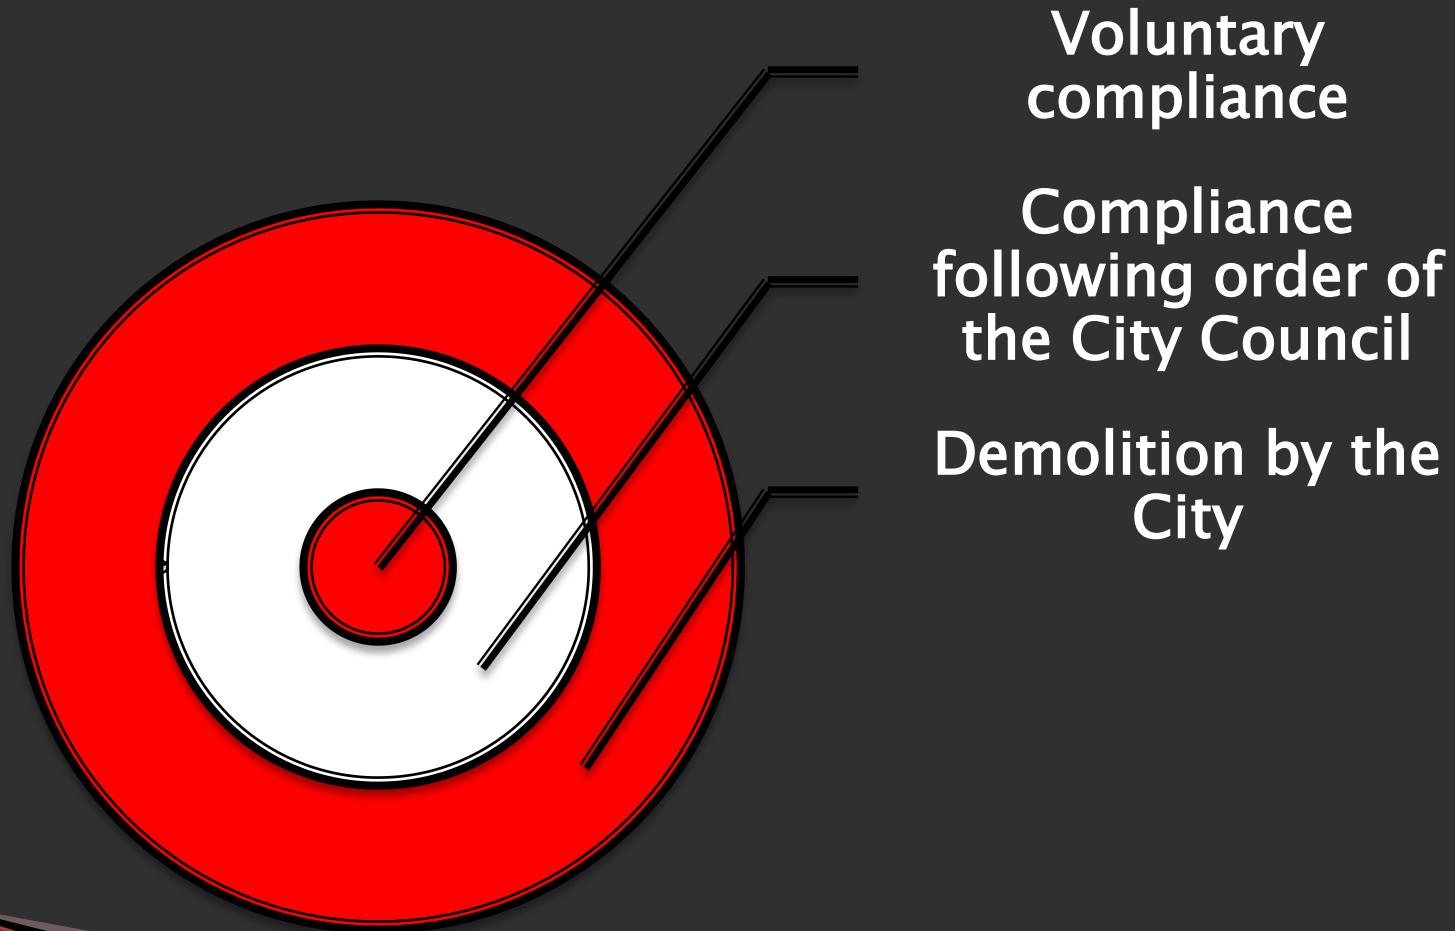 Voluntary
compliance
Compliance
following order of
the City Council
Demolition by the
City